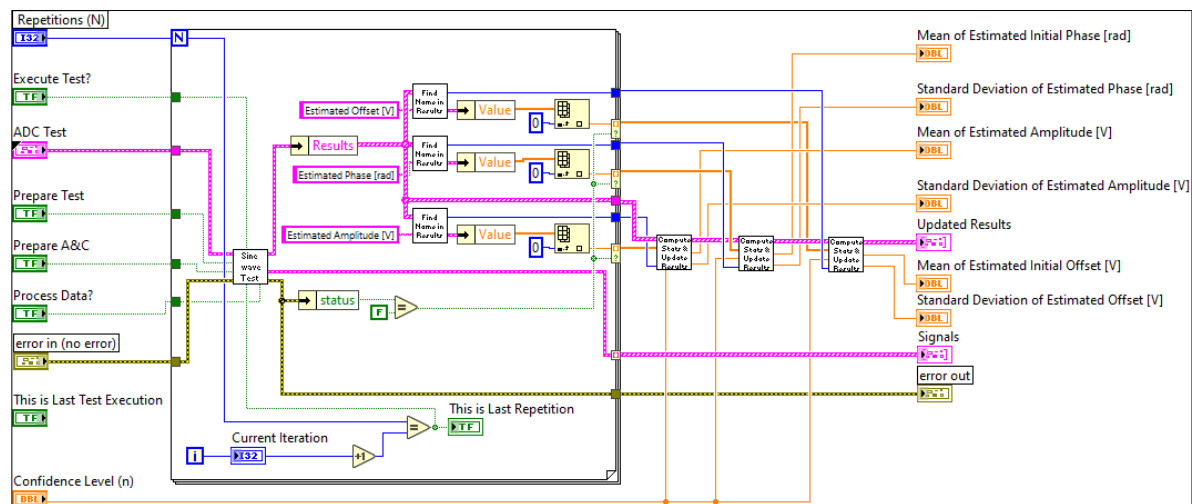 Repetitions (N)
I32
N
Execute Test?
TF
ADC Test
Prepare Test
TF
Prepare A&C
TF
Process Data?
TF
error in (no error)
This is Last Test Execution
TF
Confidence Level (n)
DBL
Results
Estimated Offset [V]
Find
Name in
Results
Value
0
Estimated Phase [rad]
Find
Name in
Results
Value
0
Estimated Amplitude [V]
Find
Name in
Results
Value
0
Sine
wave
Test
status
F
=
i
Current Iteration
I32
+1
=
This is Last Repetition
TF
?
?
?
Compute
Stats &
Update
Results
Compute
Stats &
Update
Results
Compute
Stats &
Update
Results
Mean of Estimated Initial Phase [rad]
DBL
Standard Deviation of Estimated Phase [rad]
DBL
Mean of Estimated Amplitude [V]
DBL
Standard Deviation of Estimated Amplitude [V]
DBL
Updated Results
Mean of Estimated Initial Offset [V]
DBL
Standard Deviation of Estimated Offset [V]
DBL
Signals
error out